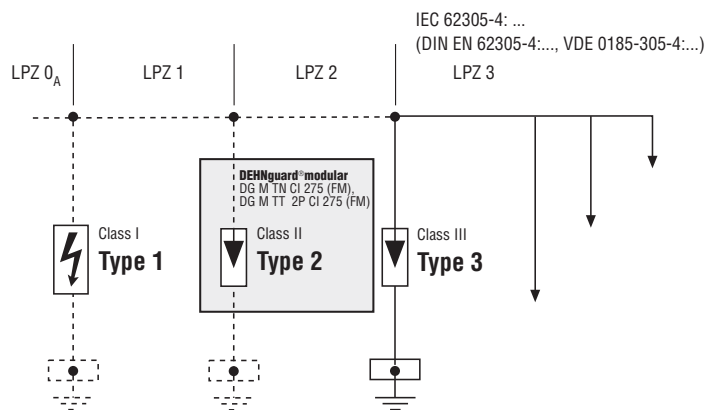 IEC 62305-4: ...
(DIN EN 62305-4:..., VDE 0185-305-4:...)
LPZ 0A LPZ 1 LPZ 2 LPZ 3
DEHNguard®modular
DG M TN CI 275 (FM),
DG M TT 2P CI 275 (FM)
Class I
Type 1
Class II
Type 2
Class III
Type 3